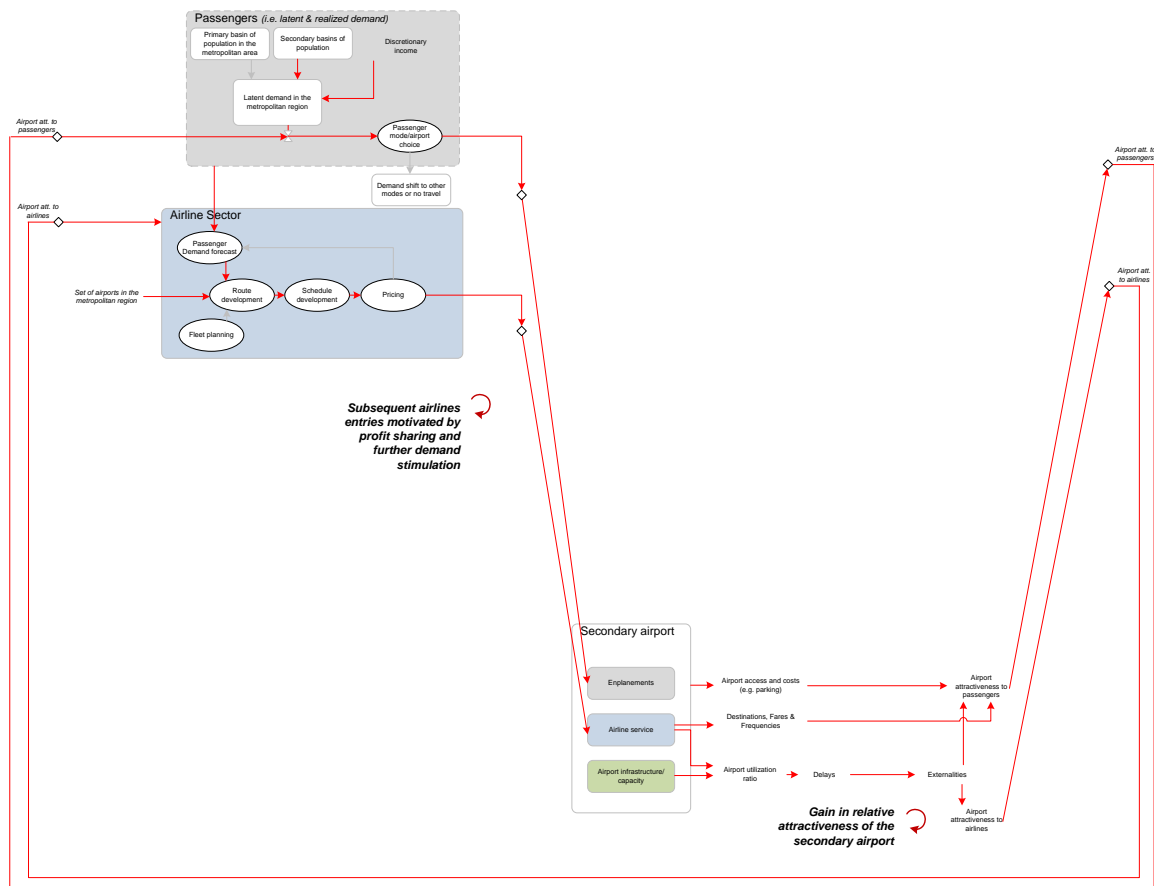 Passengers (i.e. latent & realized demand)
Primary basin of
population in the
metropolitan area
Secondary basins of
population
Discretionary
income
Latent demand in the
metropolitan region
Airport att. to
passengers
Passenger
mode/airport
choice
Demand shift to other
modes or no travel
Airport att. to
passengers
Airport att. to
airlines
Airline Sector
Passenger
Demand forecast
Airport att.
to airlines
Set of airports in the
metropolitan region
Route
development
Schedule
development
Pricing
Fleet planning
Subsequent airlines
entries motivated by
profit sharing and
further demand
stimulation
Secondary airport
Enplanements
Airport access and costs
(e.g. parking)
Airport
attractiveness to
passengers
Airline service
Destinations, Fares &
Frequencies
Airport infrastructure/
capacity
Airport utilization
ratio
Delays
Externalities
Gain in relative
attractiveness of the
secondary airport
Airport
attractiveness to
airlines